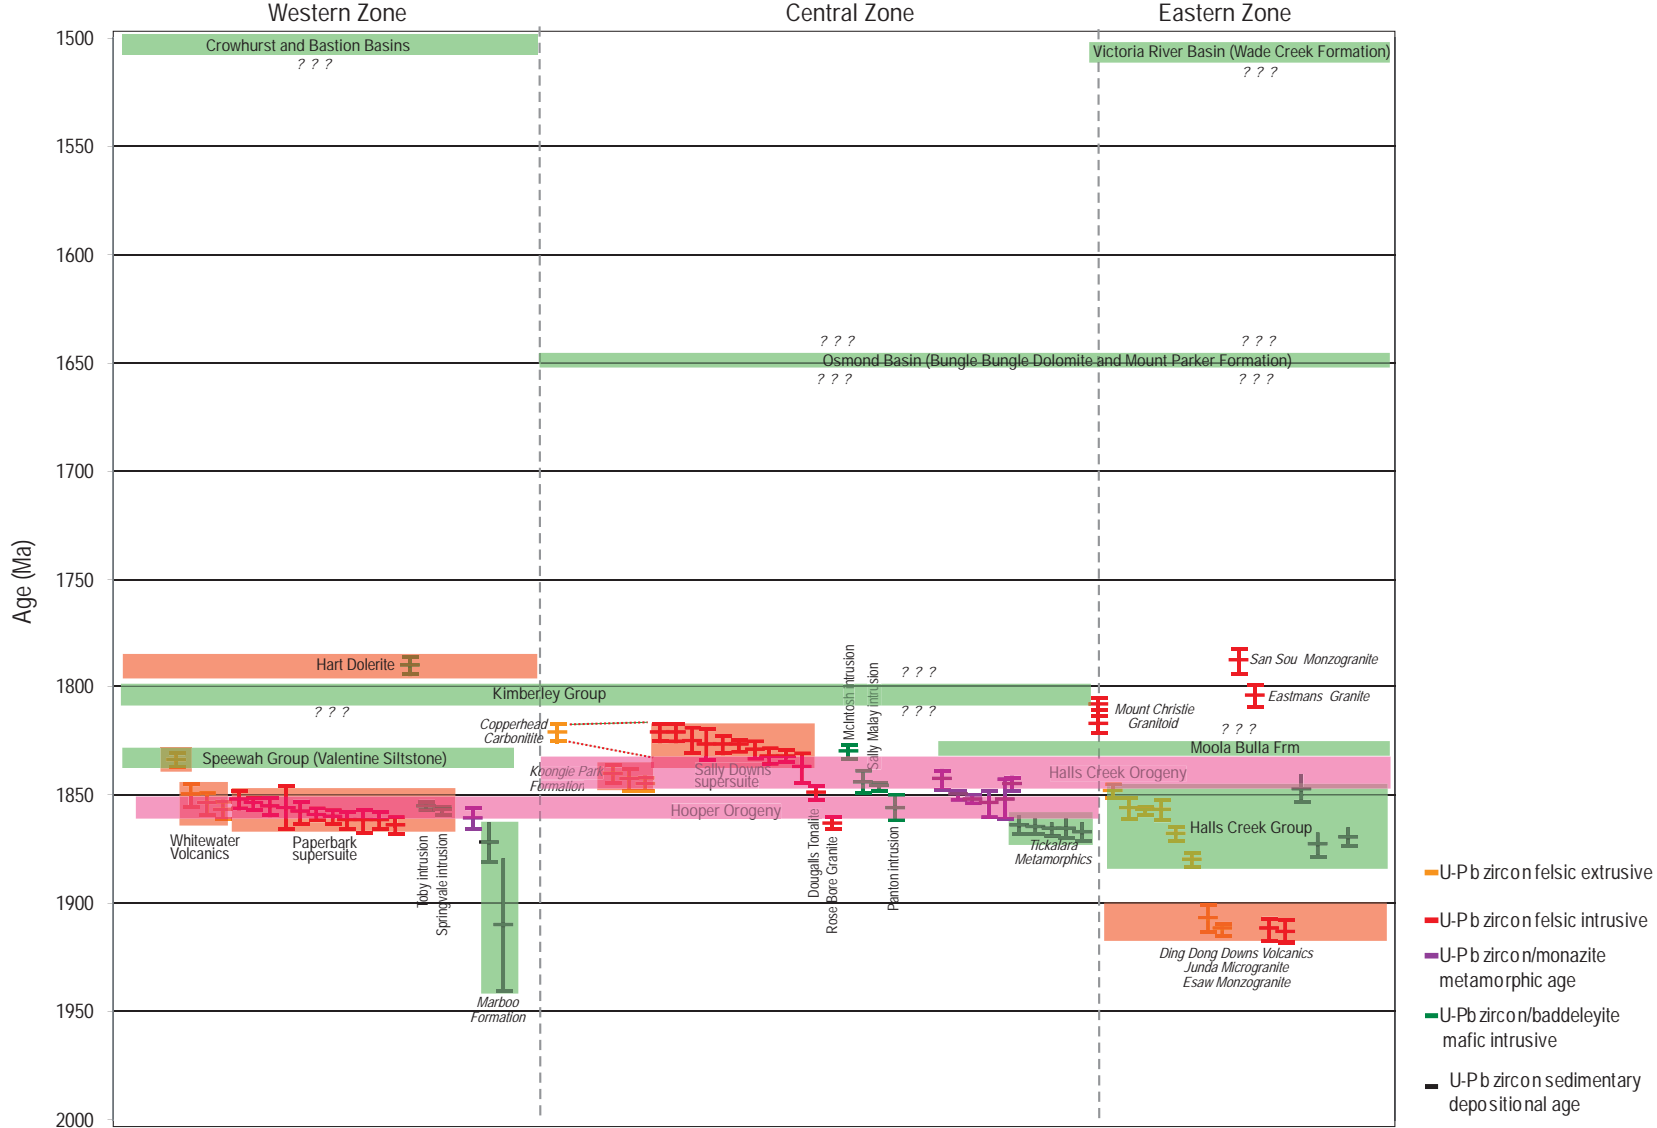 Western Zone
Central Zone
Eastern Zone
1500
1550
1600
1650
1700
1750
1800
1850
1900
1950
2000
Age (Ma)
Crowhurst and Bastion Basins
? ? ?
Victoria River Basin (Wade Creek Formation)
? ? ?
? ? ?
? ? ?
Osmond Basin (Bungle Bungle Dolomite and Mount Parker Formation)
? ? ?
? ? ?
Hart Dolerite
San Sou Monzogranite
? ? ?
Kimberley Group
Eastmans Granite
? ? ?
? ? ?
Mount Christie
Granitoid
? ? ?
Copperhead
Carbonitite
McIntosh intrusion
Sally Malay intrusion
Moola Bulla Frm
Speewah Group (Valentine Siltstone)
Koongie Park
Formation
Sally Downs
supersuite
Halls Creek Orogeny
Hooper Orogeny
Whitewater
Volcanics
Paperbark
supersuite
Toby intrusion
Springvale intrusion
Dougalls Tonalite
Rose Bore Granite
Panton intrusion
Tickalara
Metamorphics
Halls Creek Group
Marboo
Formation
Ding Dong Downs Volcanics
Junda Microgranite
Esaw Monzogranite
U-Pb zircon felsic extrusive
U-Pb zircon felsic intrusive
U-Pb zircon/monazite
metamorphic age
U-Pb zircon/baddeleyite
mafic intrusive
U-Pb zircon sedimentary
depositional age